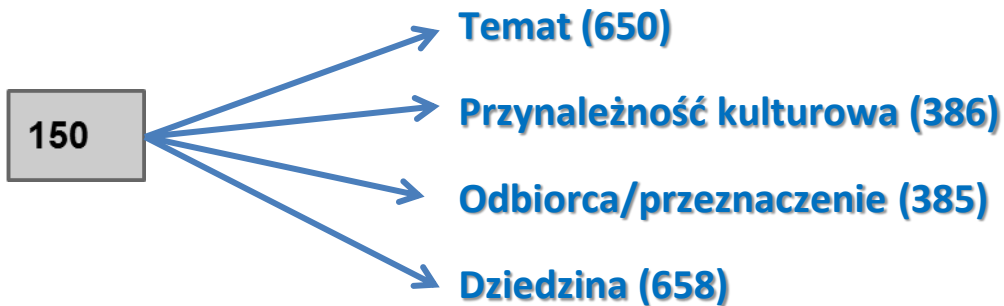 Temat (650)
150
Przynależność kulturowa (386)
Odbiorca/przeznaczenie (385)
Dziedzina (658)